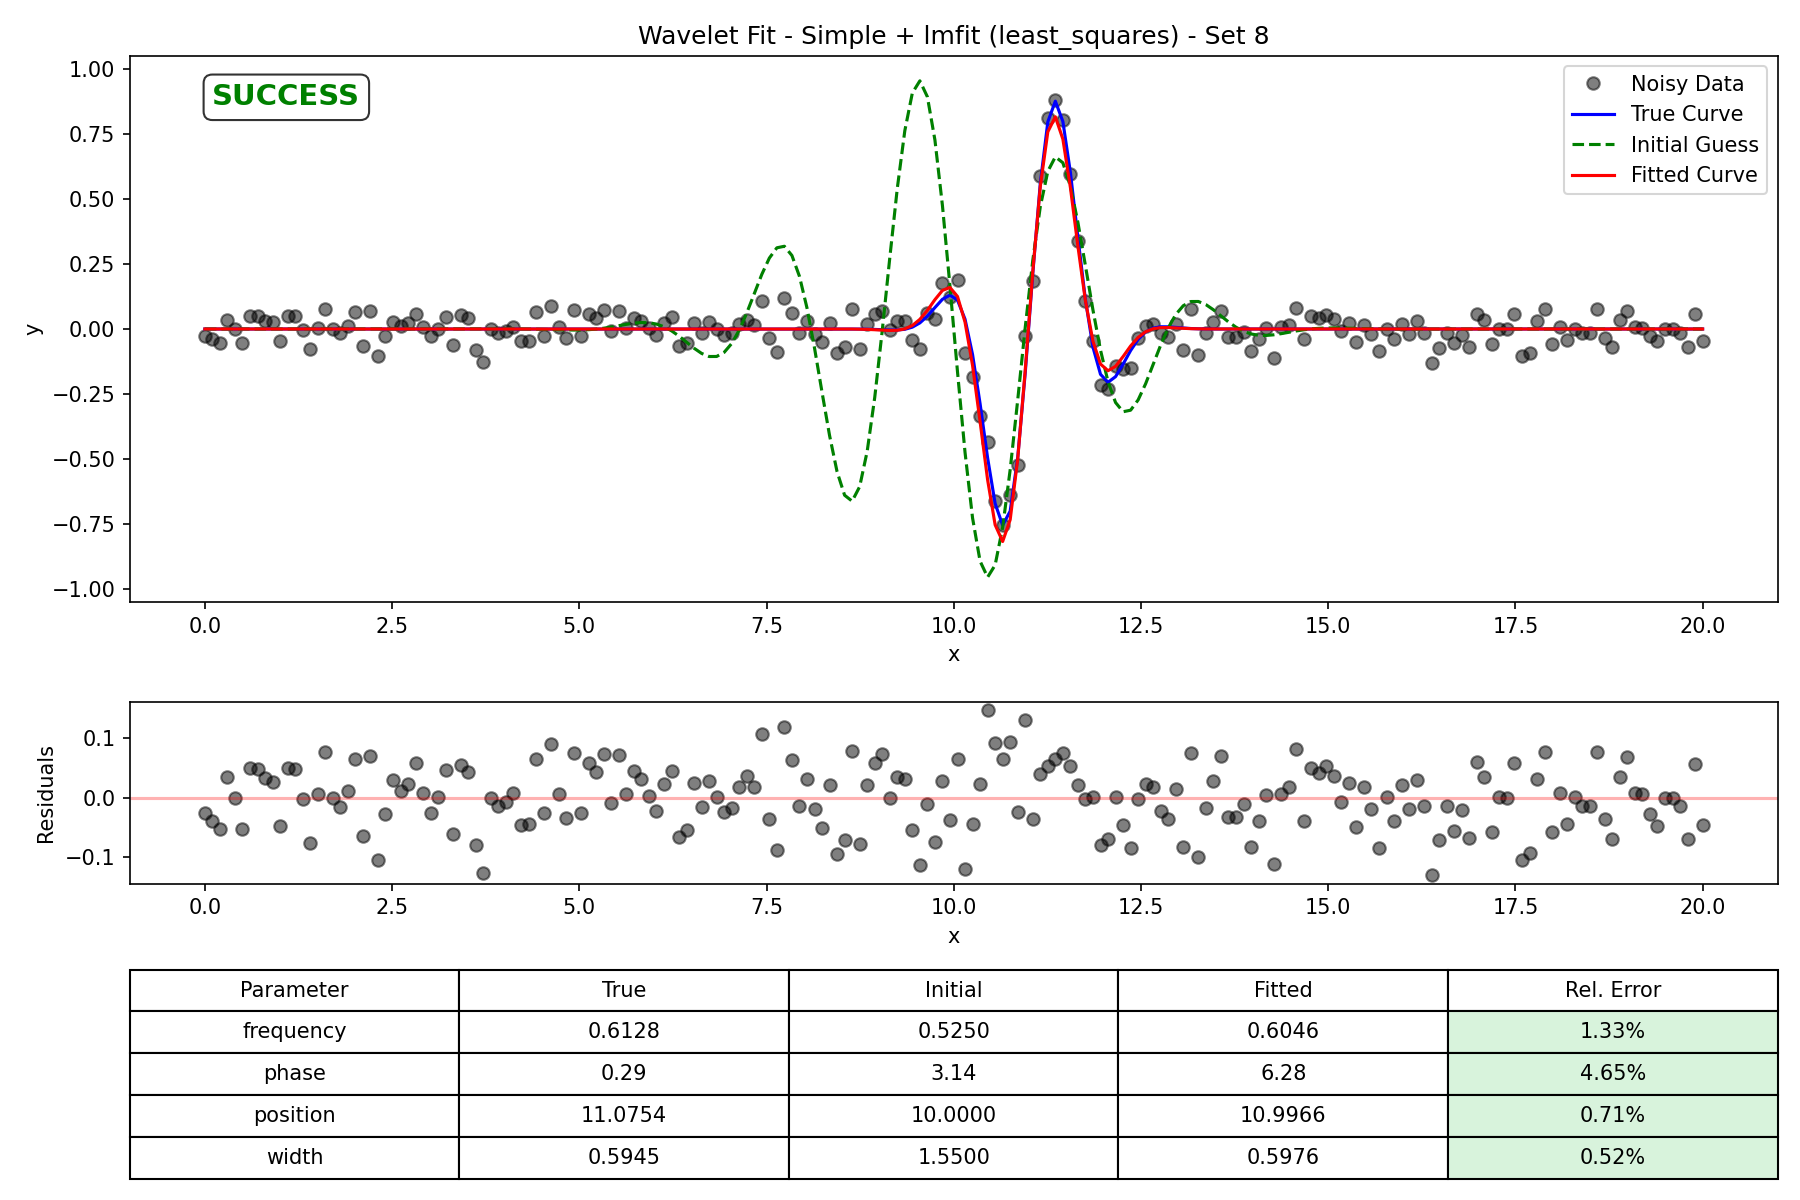 Wavelet Fit - Simple + lmfit (least_squares) - Set 8
SUCCESS
Noisy Data
True Curve
Initial Guess
Fitted Curve
y
1.00
0.75
0.50
0.25
0.00
−0.25
−0.50
−0.75
−1.00
0.0 2.5 5.0 7.5 10.0 12.5 15.0 17.5 20.0
x
Residuals
0.1
0.0
−0.1
0.0 2.5 5.0 7.5 10.0 12.5 15.0 17.5 20.0
x
Parameter True Initial Fitted Rel. Error
frequency 0.6128 0.5250 0.6046 1.33%
phase 0.29 3.14 6.28 4.65%
position 11.0754 10.0000 10.9966 0.71%
width 0.5945 1.5500 0.5976 0.52%